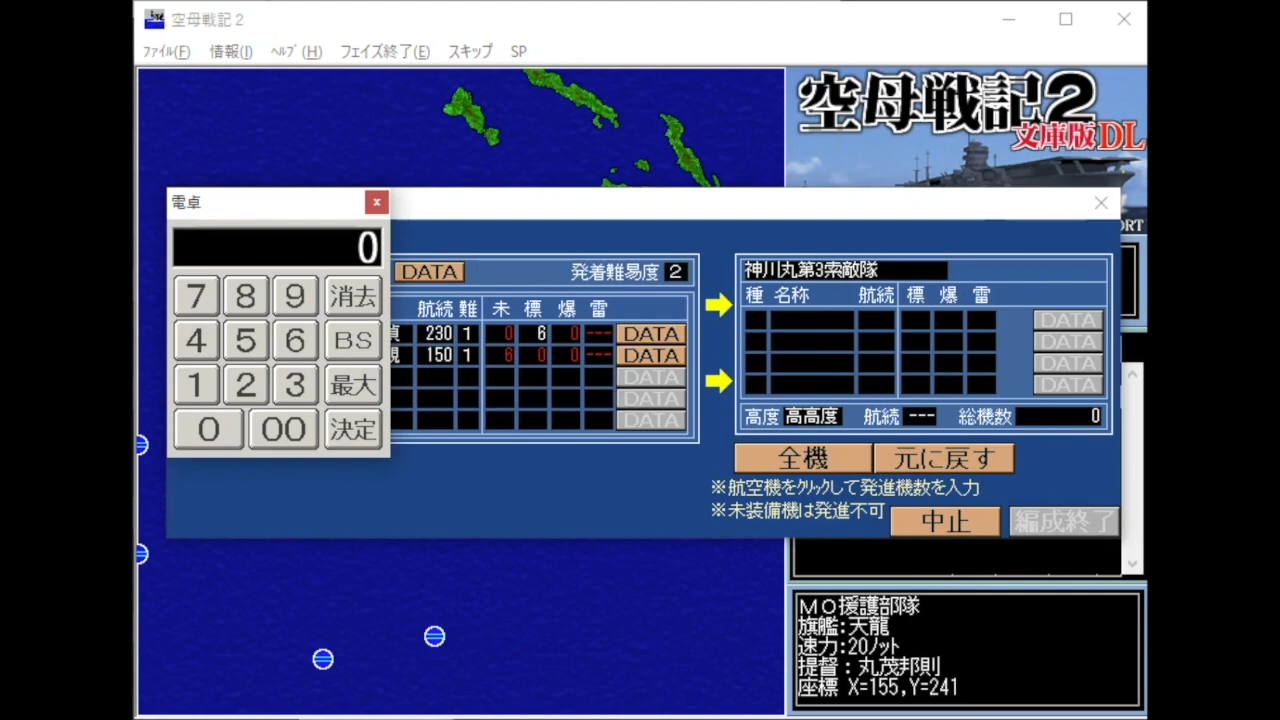 空母戦記２
ﾌｧｲﾙ(F) 情報(I) ﾍﾙﾌﾟ(H) フェイズ終了(E) スキップ SP
空母戦記2
文庫版DL
電卓 x
0
7 8 9 消去
4 5 6 BS
1 2 3 最大
0 00 決定
DATA 発着難易度 2
航続 難 未 標 爆 雷
230 1 0 6 0 --- DATA
150 1 6 0 0 --- DATA
DATA
DATA
DATA
神川丸第3索敵隊
種 名称 航続 標 爆 雷
DATA
DATA
DATA
DATA
高度 高高度 航続 --- 総機数 0
全機 元に戻す
※航空機をｸﾘｯｸして発進機数を入力
※未装備機は発進不可
中止 編成終了
ＭＯ援護部隊
旗艦:天龍
速力:20ﾉｯﾄ
提督：丸茂邦則
座標 X=155,Y=241